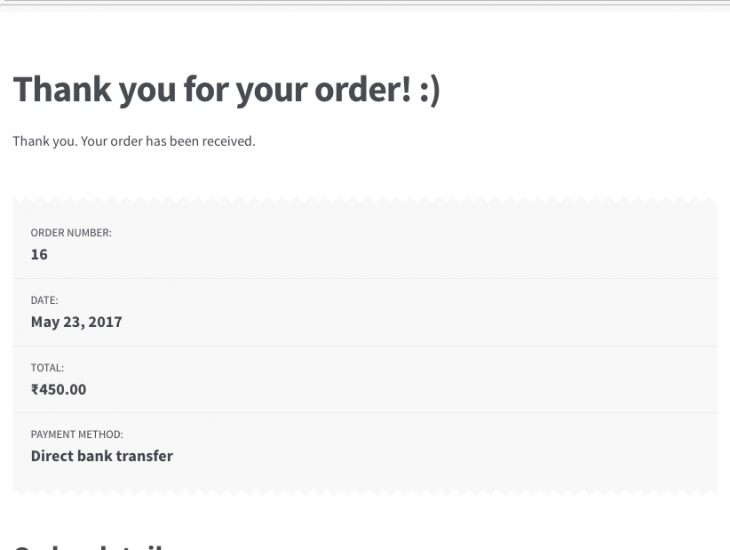 Thank you for your order! :)
Thank you. Your order has been received.
ORDER NUMBER:
16
DATE:
May 23, 2017
TOTAL:
₹450.00
PAYMENT METHOD:
Direct bank transfer